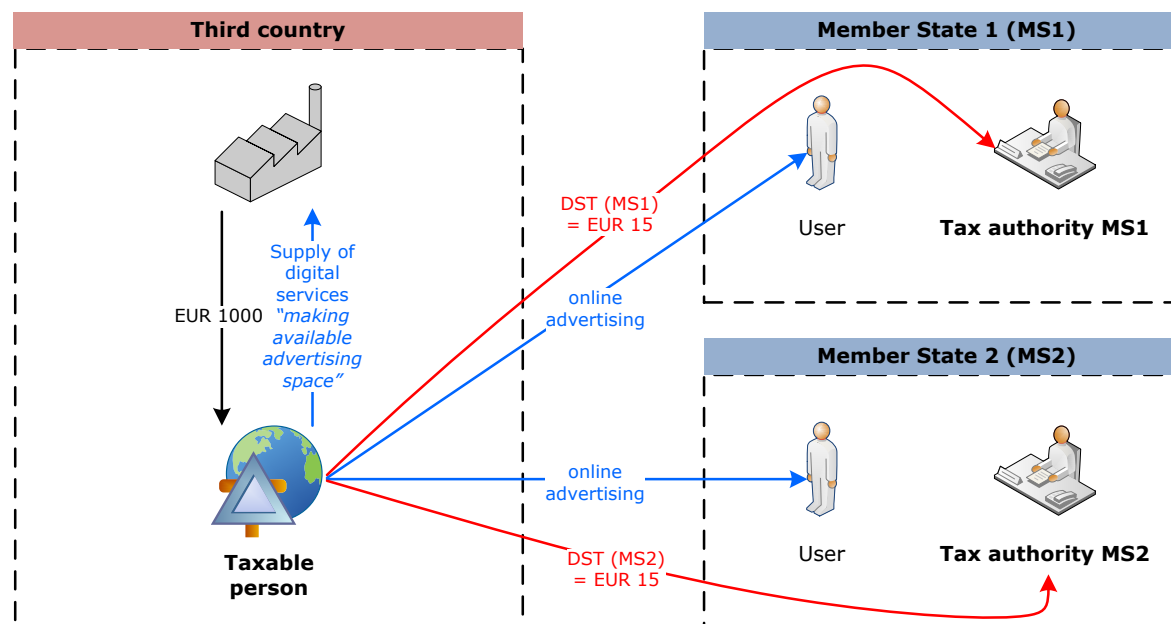 Third country
Member State 1 (MS1)
DST (MS1)
= EUR 15
User
Tax authority MS1
Supply of
digital
services
“making
available
advertising
space”
EUR 1000
online
advertising
Member State 2 (MS2)
online
advertising
Taxable
person
DST (MS2)
= EUR 15
User
Tax authority MS2